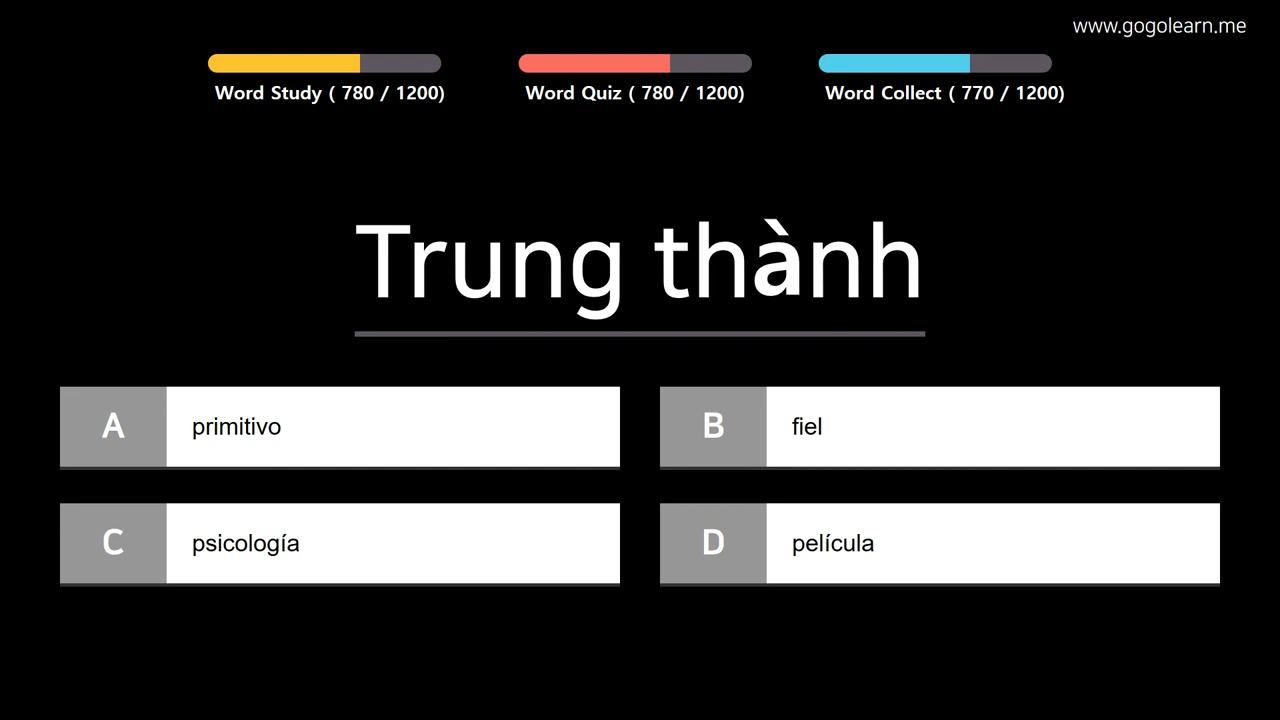 www.gogolearn.me
Word Study ( 780 / 1200)
Word Quiz ( 780 / 1200)
Word Collect ( 770 / 1200)
Trung thành
A primitivo
B fiel
C psicología
D película